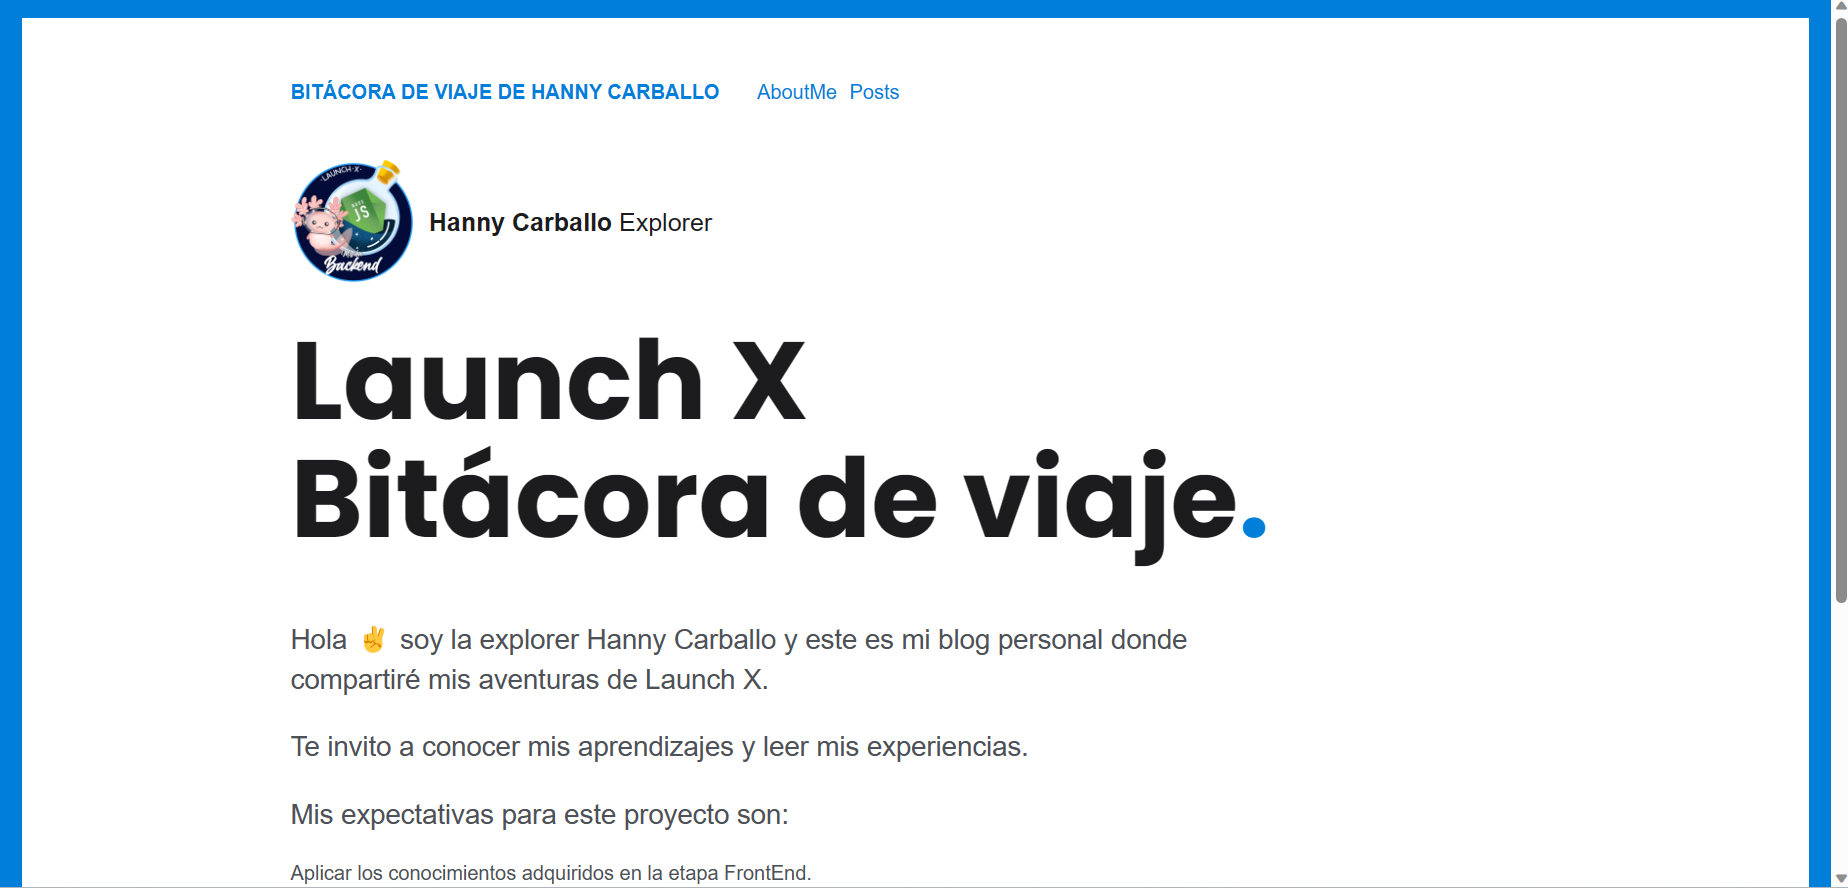 BITÁCORA DE VIAJE DE HANNY CARBALLO AboutMe Posts
·LAUNCH·X·
JS
Backend
Hanny Carballo Explorer
Launch X
Bitácora de viaje.
Hola ✌ soy la explorer Hanny Carballo y este es mi blog personal donde
compartiré mis aventuras de Launch X.
Te invito a conocer mis aprendizajes y leer mis experiencias.
Mis expectativas para este proyecto son:
Aplicar los conocimientos adquiridos en la etapa FrontEnd.